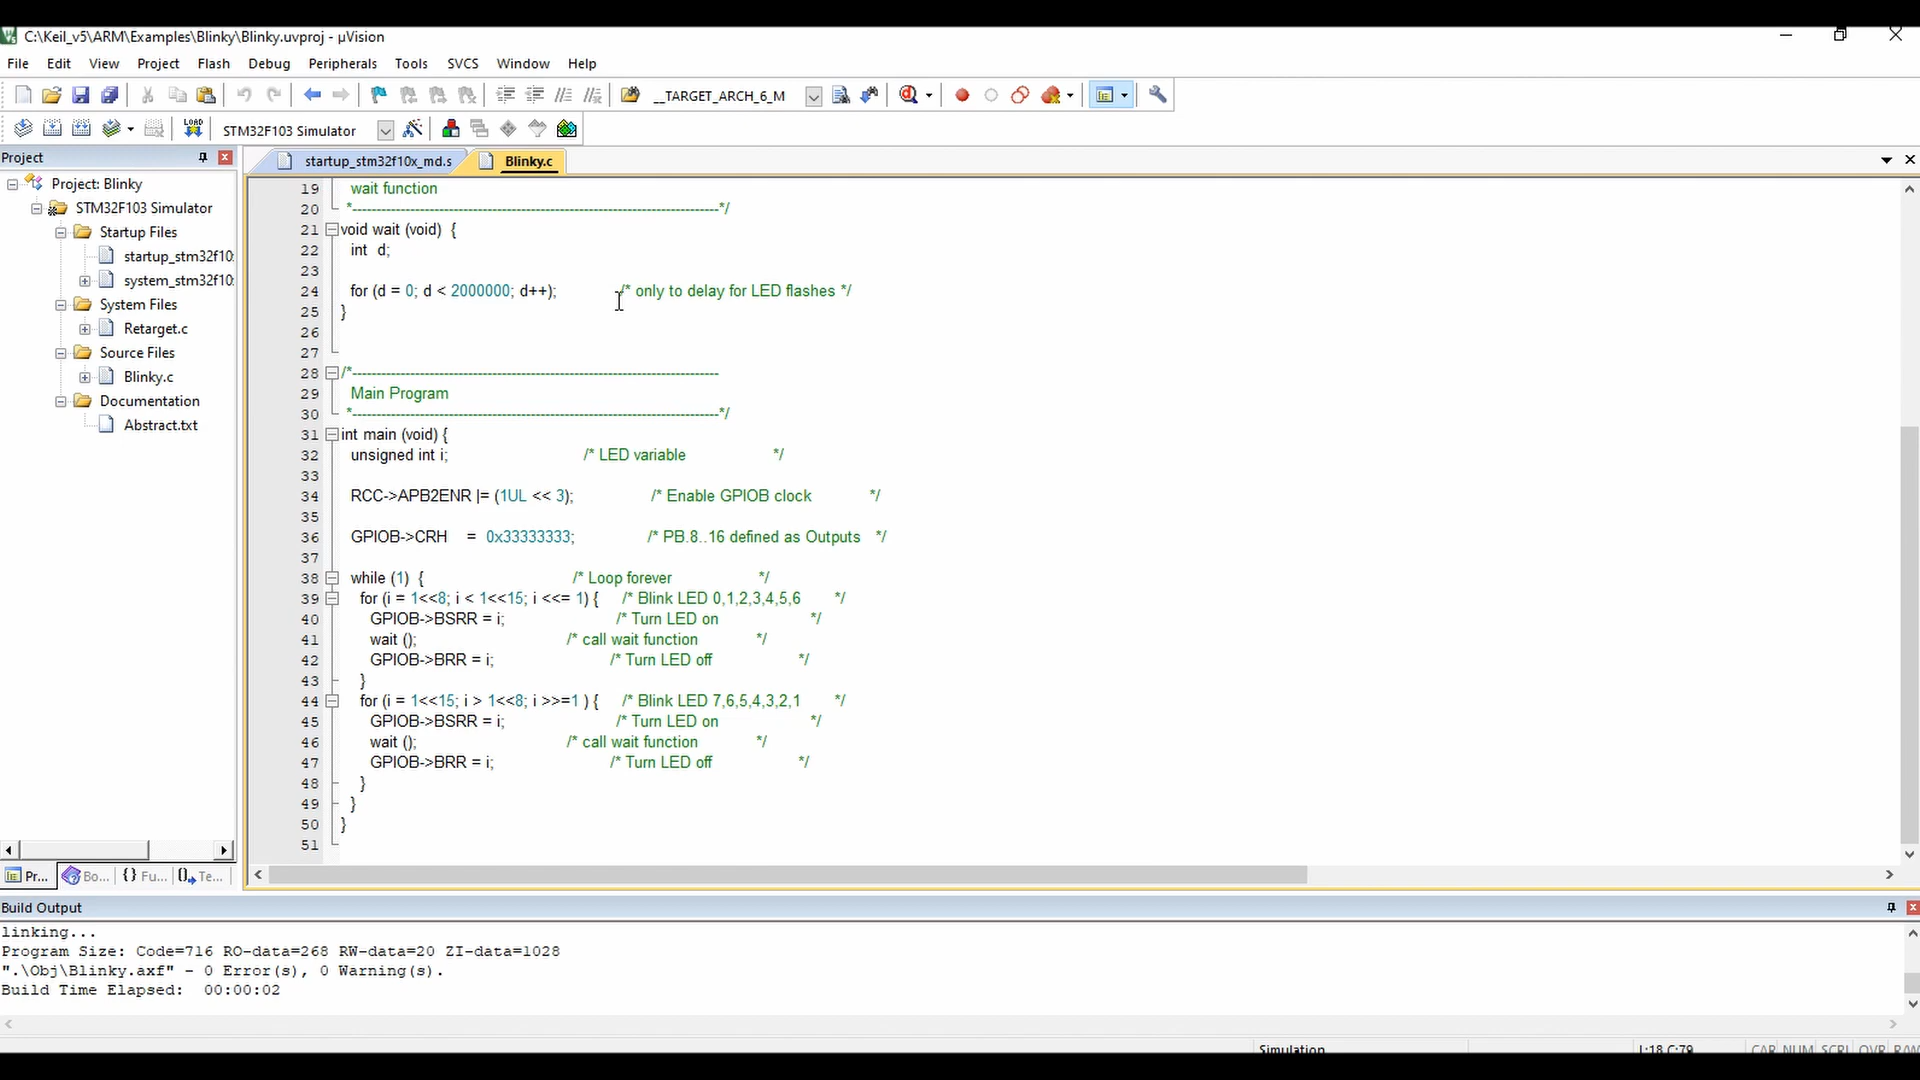 C:\Keil_v5\ARM\Examples\Blinky\Blinky.uvproj - µVision
File Edit View Project Flash Debug Peripherals Tools SVCS Window Help
__TARGET_ARCH_6_M
LOAD STM32F103 Simulator
Project
startup_stm32f10x_md.s Blinky.c
Project: Blinky
STM32F103 Simulator
Startup Files
startup_stm32f10
system_stm32f10
System Files
Retarget.c
Source Files
Blinky.c
Documentation
Abstract.txt
Pr... Bo... {} Fu... Te...
19 wait function
20 *----------------------------------------------------------------------------*/
21 void wait (void) {
22 int d;
23
24 for (d = 0; d < 2000000; d++); /* only to delay for LED flashes */
25 }
26
27
28 /*----------------------------------------------------------------------------
29 Main Program
30 *----------------------------------------------------------------------------*/
31 int main (void) {
32 unsigned int i; /* LED variable */
33
34 RCC->APB2ENR |= (1UL << 3); /* Enable GPIOB clock */
35
36 GPIOB->CRH = 0x33333333; /* PB.8..16 defined as Outputs */
37
38 while (1) { /* Loop forever */
39 for (i = 1<<8; i < 1<<15; i <<= 1) { /* Blink LED 0,1,2,3,4,5,6 */
40 GPIOB->BSRR = i; /* Turn LED on */
41 wait (); /* call wait function */
42 GPIOB->BRR = i; /* Turn LED off */
43 }
44 for (i = 1<<15; i > 1<<8; i >>=1 ) { /* Blink LED 7,6,5,4,3,2,1 */
45 GPIOB->BSRR = i; /* Turn LED on */
46 wait (); /* call wait function */
47 GPIOB->BRR = i; /* Turn LED off */
48 }
49 }
50 }
51
Build Output
linking...
Program Size: Code=716 RO-data=268 RW-data=20 ZI-data=1028
".\Obj\Blinky.axf" - 0 Error(s), 0 Warning(s).
Build Time Elapsed: 00:00:02
Simulation L:18 C:79 CAP NUM SCRL OVR R/W